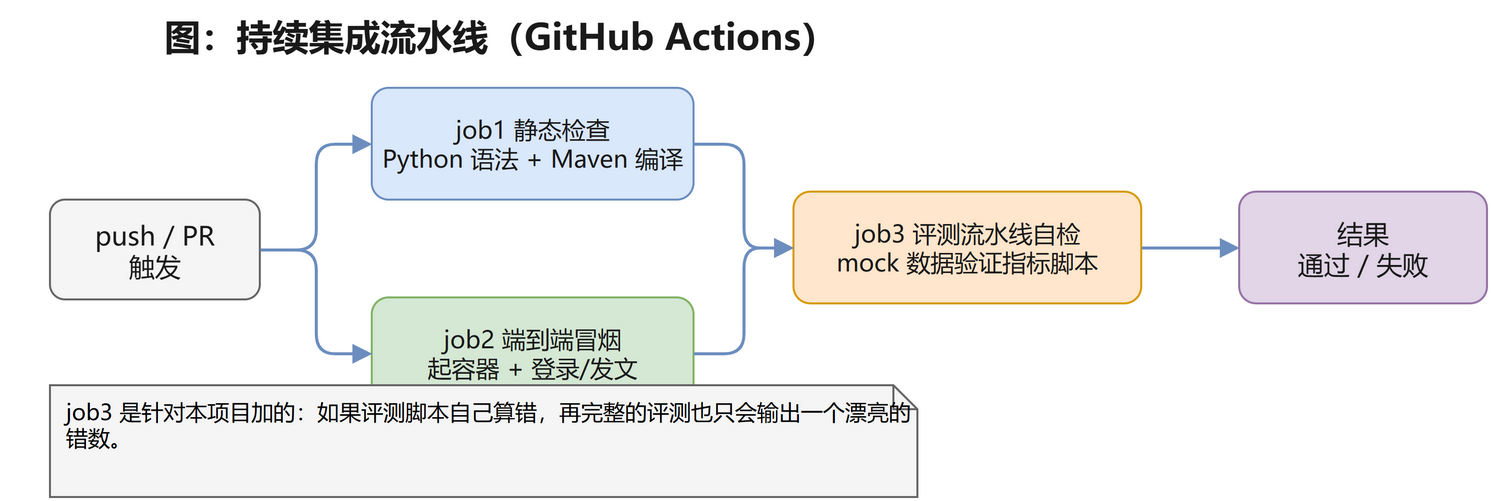 图：持续集成流水线（GitHub Actions）
push / PR
触发
job1 静态检查
Python 语法 + Maven 编译
job2 端到端冒烟
起容器 + 登录/发文
job3 评测流水线自检
mock 数据验证指标脚本
结果
通过 / 失败
job3 是针对本项目加的：如果评测脚本自己算错，再完整的评测也只会输出一个漂亮的
错数。